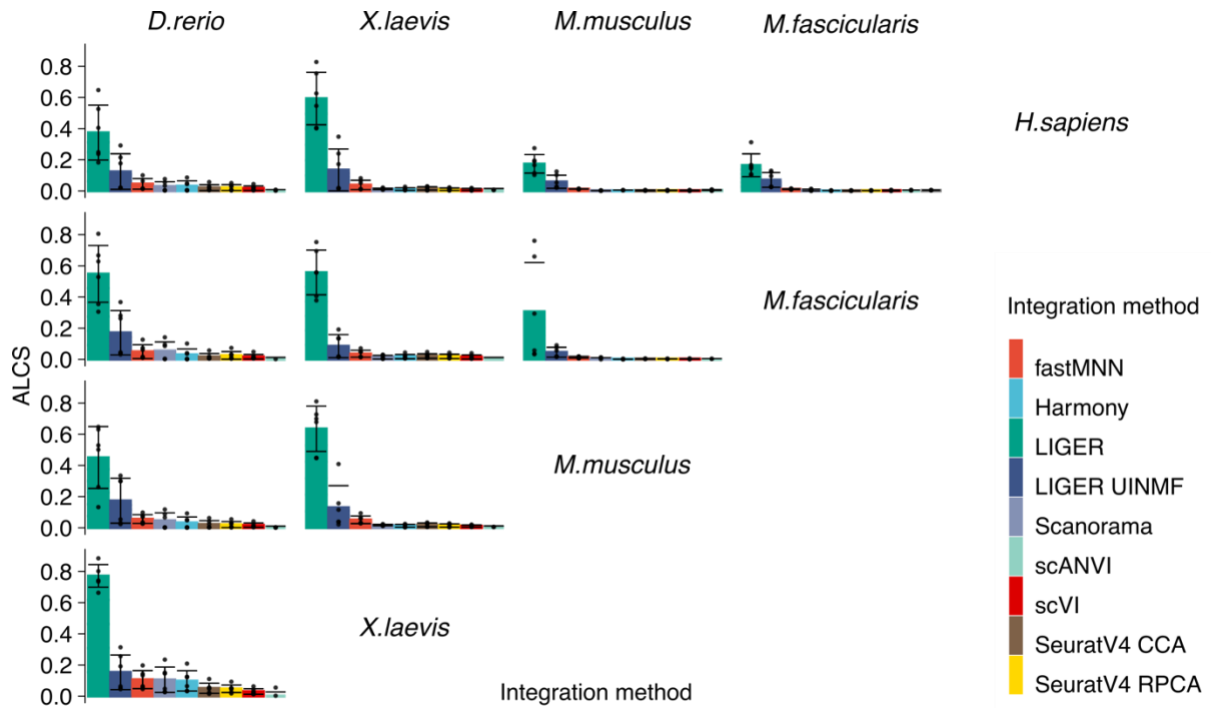 D.rerio X.laevis M.musculus M.fascicularis
0.8
0.6
0.4
0.2
0.0
H.sapiens
0.8
0.6
0.4
0.2
0.0
M.fascicularis
ALCS
0.8
0.6
0.4
0.2
0.0
M.musculus
0.8
0.6
0.4
0.2
0.0
X.laevis
Integration method
Integration method
fastMNN
Harmony
LIGER
LIGER UINMF
Scanorama
scANVI
scVI
SeuratV4 CCA
SeuratV4 RPCA